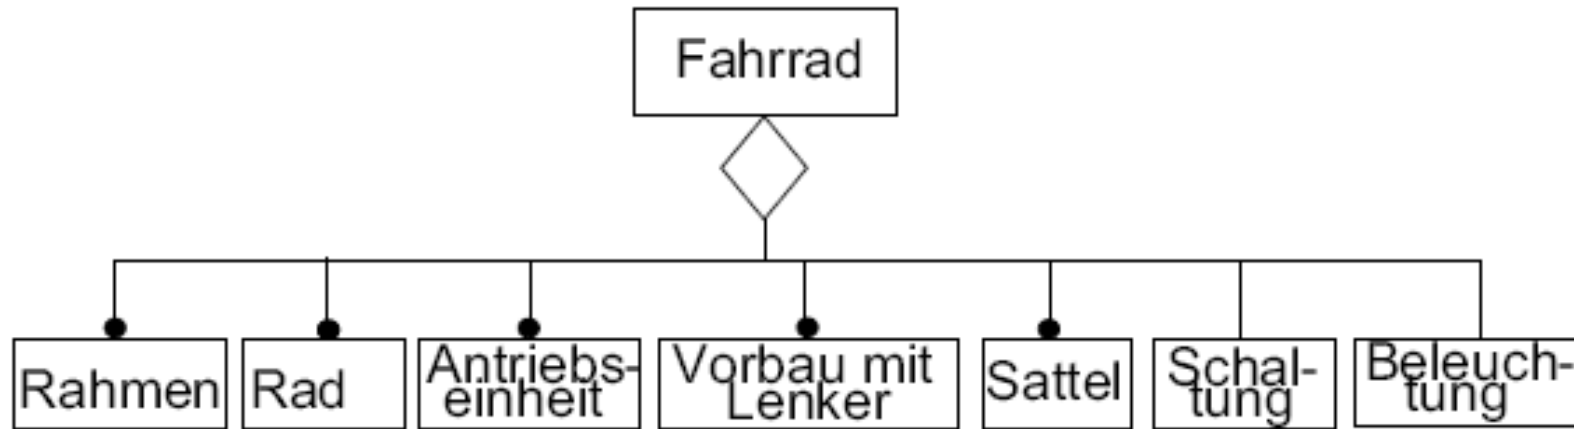 Fahrrad
Rahmen
Rad
Antriebs-
einheit
Vorbau mit
Lenker
Sattel
Schal-
tung
Beleuch-
tung